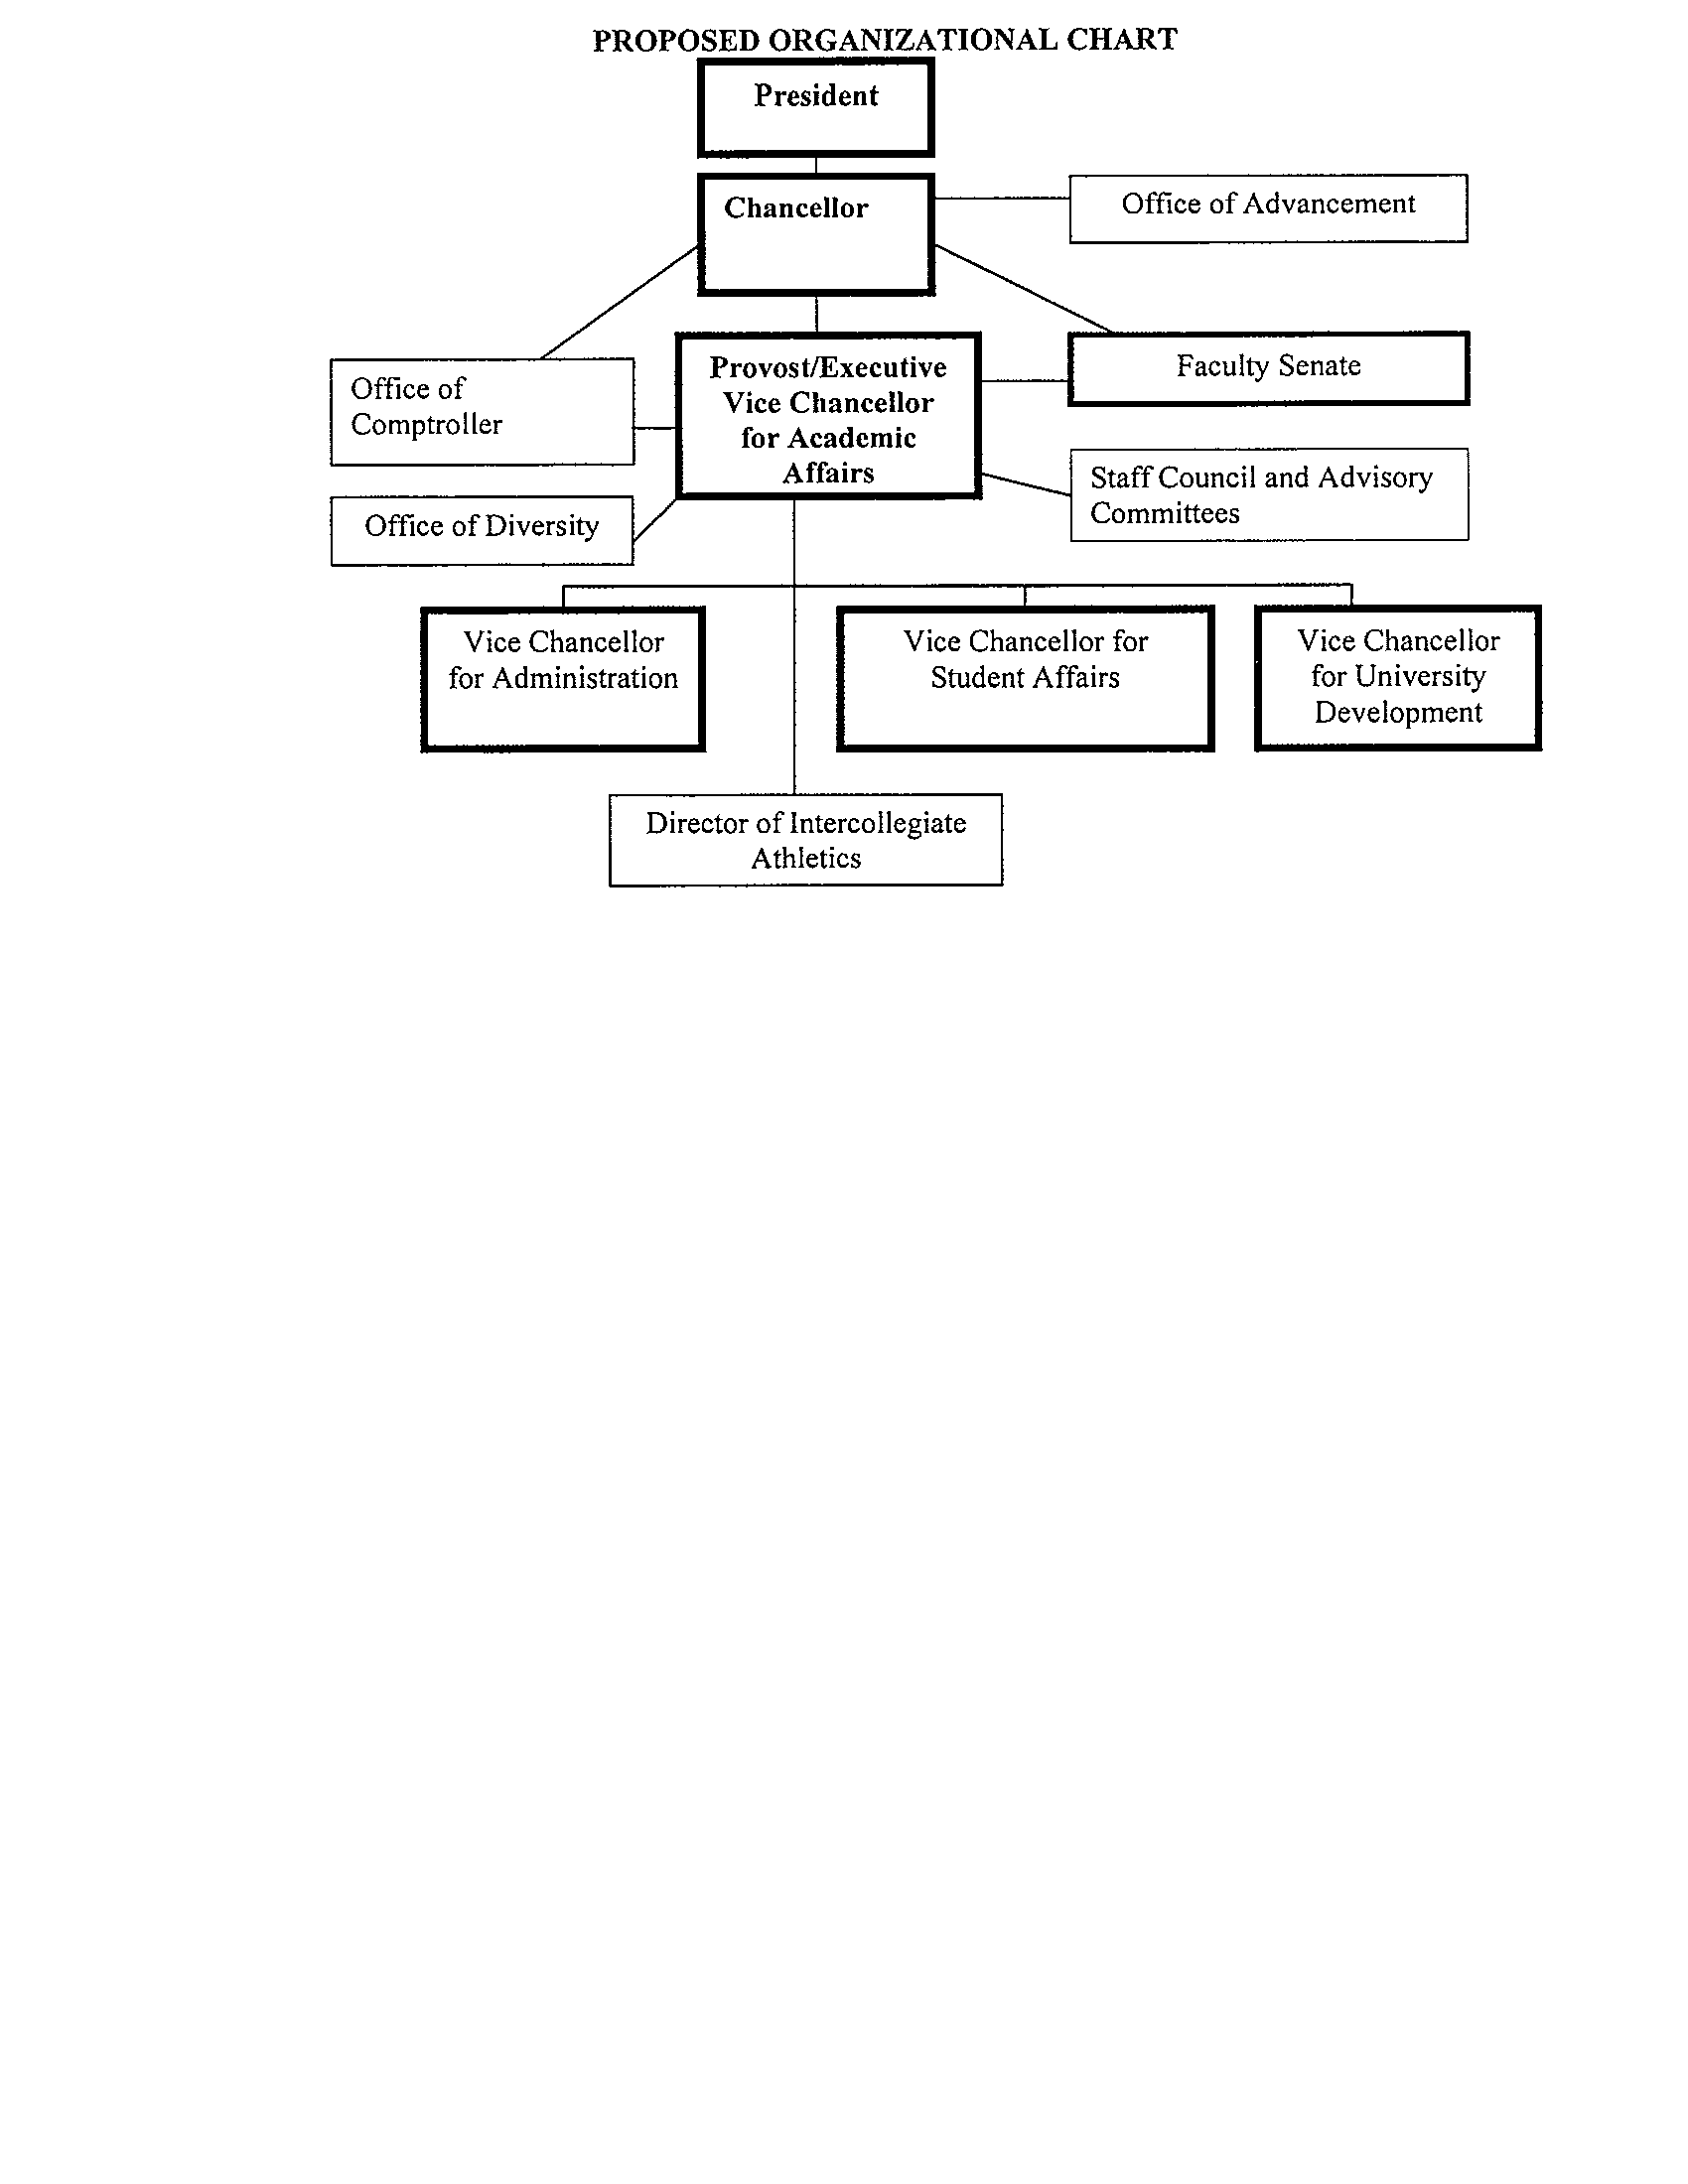 PROPOSED ORGANIZATIONAL CHART
President
Chancellor
Office of Advancement
Provost/Executive
Vice Chancellor
for Academic
Affairs
Faculty Senate
Office of
Comptroller
Staff Council and Advisory
Committees
Office of Diversity
Vice Chancellor
for Administration
Vice Chancellor for
Student Affairs
Vice Chancellor
for University
Development
Director of Intercollegiate
Athletics